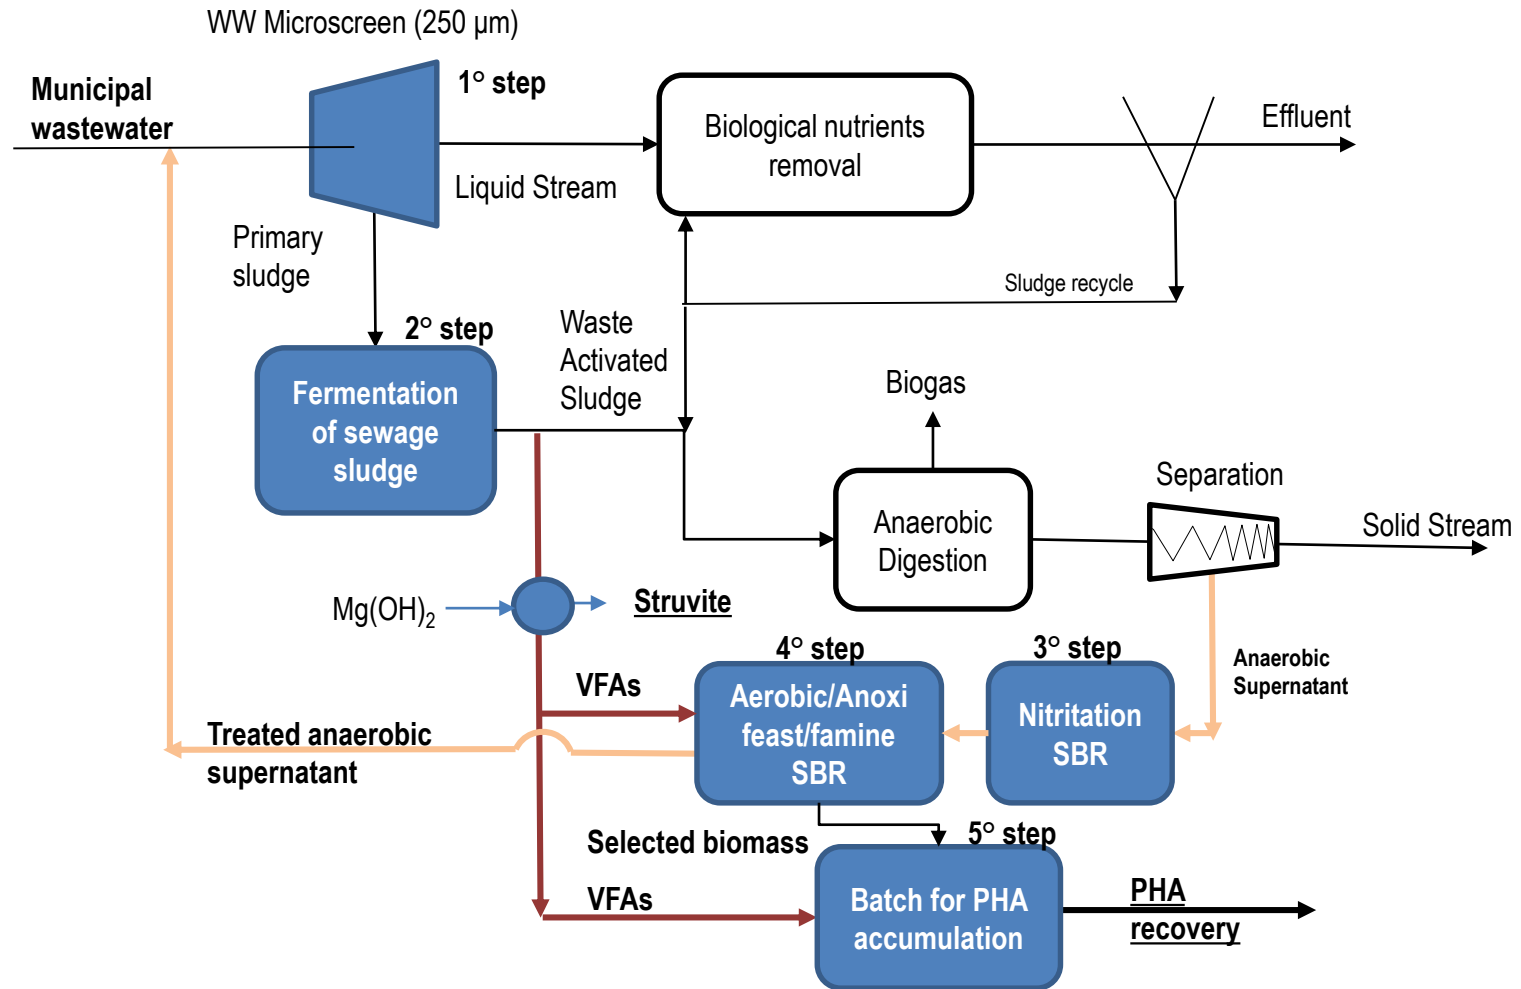 WW Microscreen (250 µm)
Municipal
wastewater
1° step
Biological nutrients
removal
Effluent
Liquid Stream
Primary
sludge
Sludge recycle
2° step
Waste
Activated
Sludge
Fermentation
of sewage
sludge
Biogas
Separation
Anaerobic
Digestion
Solid Stream
Mg(OH)2
Struvite
4° step
3° step
Anaerobic
Supernatant
VFAs
Aerobic/Anoxi
feast/famine
SBR
Nitritation
SBR
Treated anaerobic
supernatant
Selected biomass
5° step
VFAs
Batch for PHA
accumulation
PHA
recovery